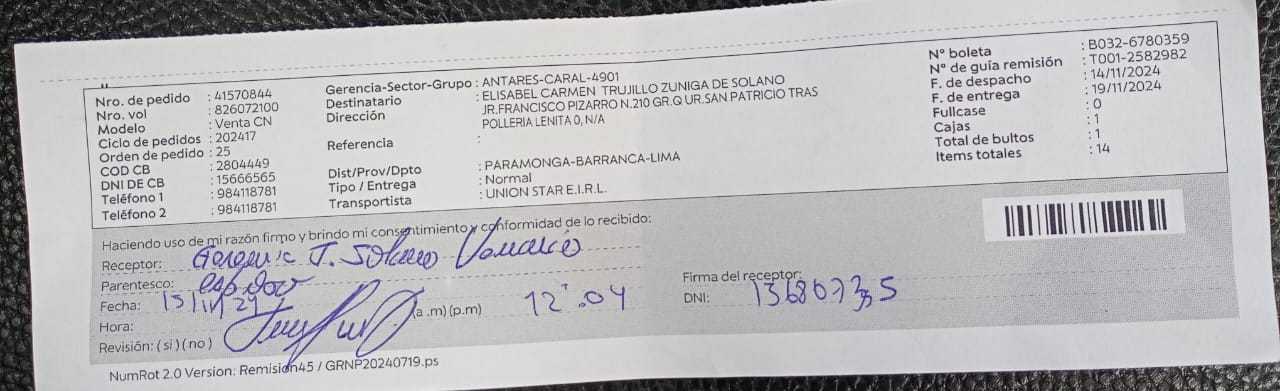 Nro. de pedido : 41570844
Nro. vol : 826072100
Modelo : Venta CN
Ciclo de pedidos : 202417
Orden de pedido : 25
COD CB : 2804449
DNI DE CB : 15666565
Teléfono 1 : 984118781
Teléfono 2 : 984118781
Gerencia-Sector-Grupo : ANTARES-CARAL-4901
Destinatario : ELISABEL CARMEN TRUJILLO ZUNIGA DE SOLANO
Dirección : JR.FRANCISCO PIZARRO N.210 GR.Q UR.SAN PATRICIO TRAS
POLLERIA LENITA 0, N/A
Referencia :
Dist/Prov/Dpto : PARAMONGA-BARRANCA-LIMA
Tipo / Entrega : Normal
Transportista : UNION STAR E.I.R.L.
N° boleta : B032-6780359
N° de guía remisión : T001-2582982
F. de despacho : 14/11/2024
F. de entrega : 19/11/2024
Fullcase : 0
Cajas : 1
Total de bultos : 1
Items totales : 14
Haciendo uso de mi razón firmo y brindo mi consentimiento y conformidad de lo recibido:
Receptor: J. Solano
Parentesco: esposo
Fecha: 15/11/24
Hora: (a .m) (p.m) 12:04
Revisión: ( si ) ( no )
Firma del receptor:
DNI:
NumRot 2.0 Version: Remision45 / GRNP20240719.ps